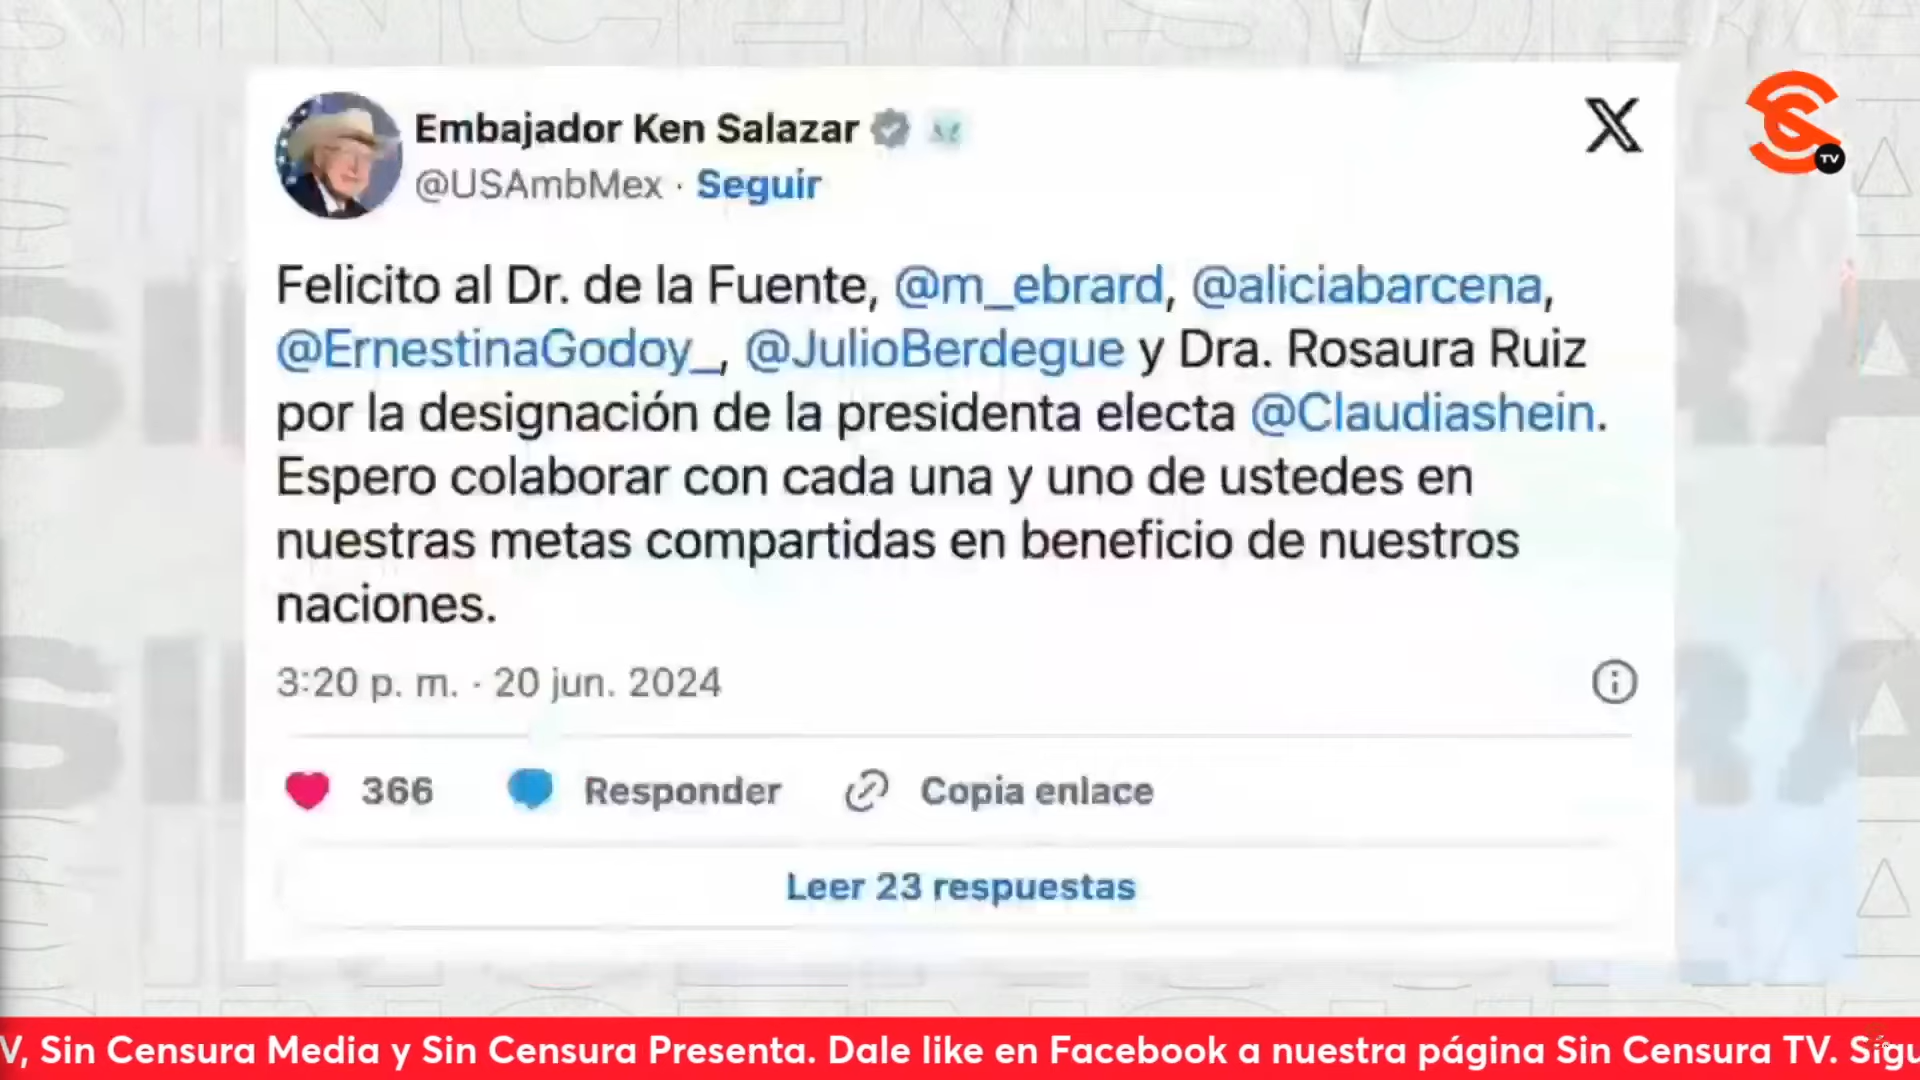 Embajador Ken Salazar
@USAmbMex · Seguir
Felicito al Dr. de la Fuente, @m_ebrard, @aliciabarcena,
@ErnestinaGodoy_, @JulioBerdegue y Dra. Rosaura Ruiz
por la designación de la presidenta electa @Claudiashein.
Espero colaborar con cada una y uno de ustedes en
nuestras metas compartidas en beneficio de nuestros
naciones.
3:20 p. m. · 20 jun. 2024
366 Responder Copia enlace
Leer 23 respuestas
TV
V, Sin Censura Media y Sin Censura Presenta. Dale like en Facebook a nuestra página Sin Censura TV. Sigu